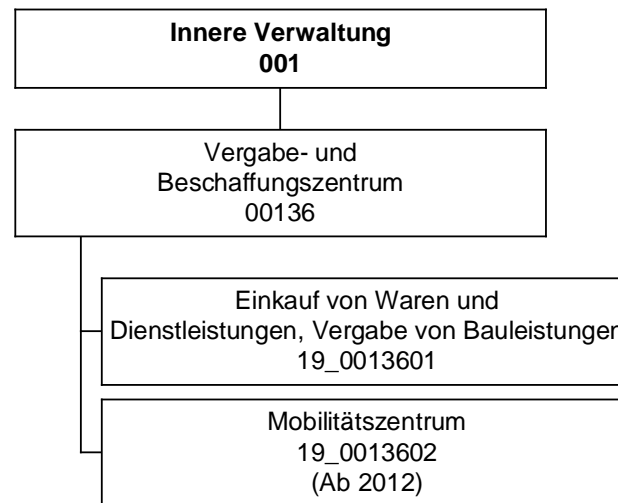 Innere Verwaltung
001
Vergabe- und
Beschaffungszentrum
00136
Einkauf von Waren und
Dienstleistungen, Vergabe von Bauleistungen
19_0013601
Mobilitätszentrum
19_0013602
(Ab 2012)